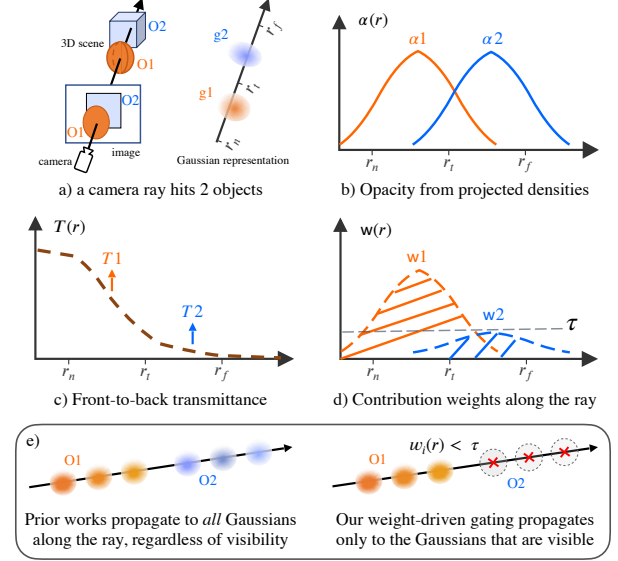 O2
3D scene
O1
O2
O1
camera
image
r_f
g2
r_t
g1
r_n
Gaussian representation
a) a camera ray hits 2 objects
α(r)
α1
α2
r_n
r_t
r_f
b) Opacity from projected densities
T(r)
T1
T2
r_n
r_t
r_f
c) Front-to-back transmittance
w(r)
w1
w2
τ
r_n
r_t
r_f
d) Contribution weights along the ray
e)
O1
O2
Prior works propagate to all Gaussians
along the ray, regardless of visibility
w_i(r) < τ
O1
O2
Our weight-driven gating propagates
only to the Gaussians that are visible